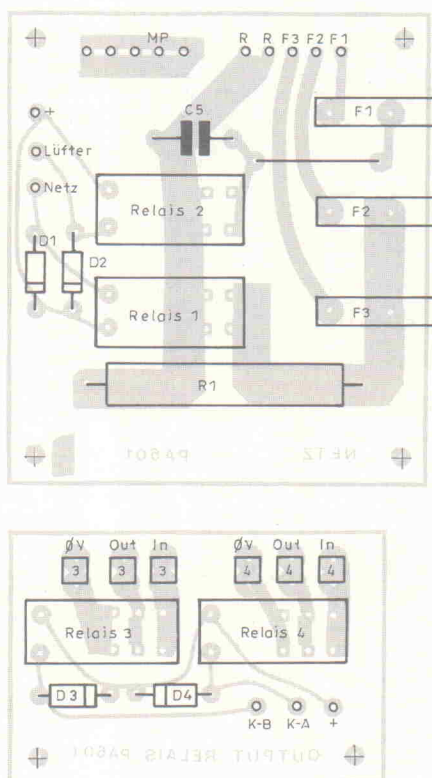 MP R R F3 F2 F1
C5
F1
+
Lüfter
Netz
Relais 2
F2
D1 D2
Relais 1
F3
R1
PA601 NETZ
ØV Out In ØV Out In
3 3 3 4 4 4
Relais 3 Relais 4
D3 D4
K-B K-A +
OUTPUT RELAIS PA601